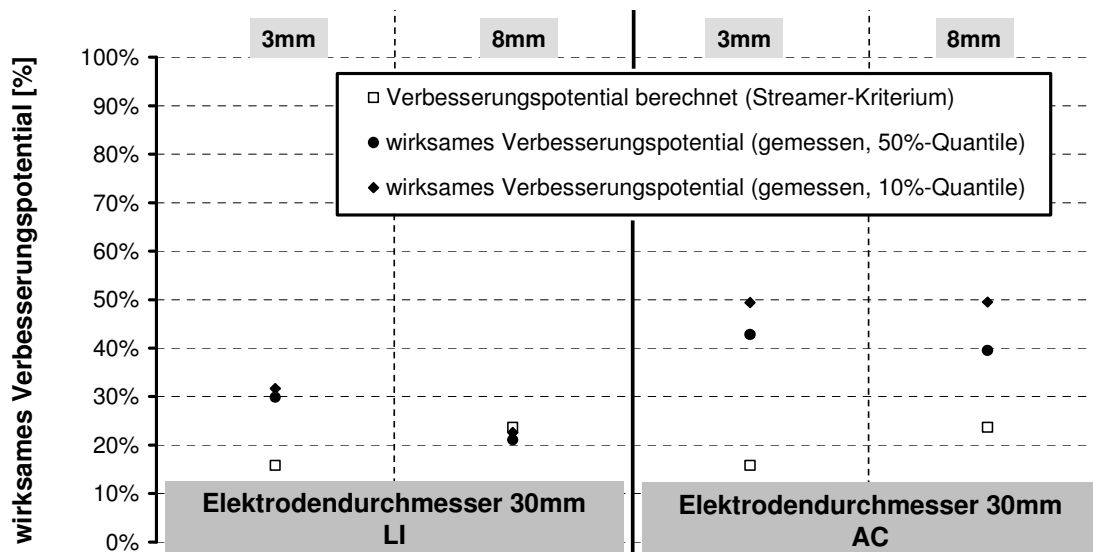 3mm 8mm 3mm 8mm
wirksames Verbesserungspotential [%]
100%
90%
80%
70%
60%
50%
40%
30%
20%
10%
0%
Verbesserungspotential berechnet (Streamer-Kriterium)
wirksames Verbesserungspotential (gemessen, 50%-Quantile)
wirksames Verbesserungspotential (gemessen, 10%-Quantile)
Elektrodendurchmesser 30mm
LI
Elektrodendurchmesser 30mm
AC